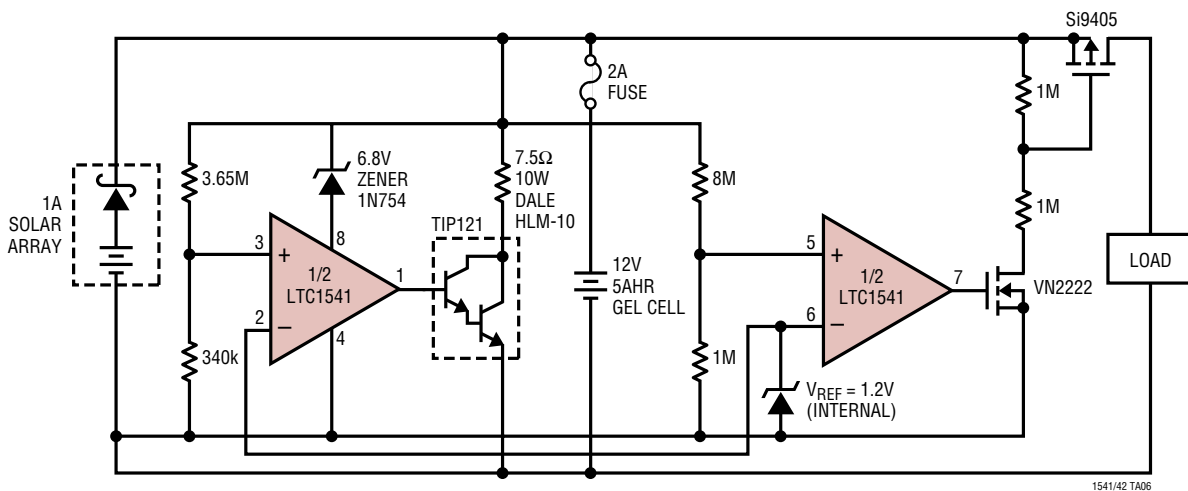 Si9405
2A
FUSE
1M
3.65M
6.8V
ZENER
1N754
7.5Ω
10W
DALE
HLM-10
8M
1A
SOLAR
ARRAY
TIP121
1M
3
+
8
1/2
LTC1541
1
2
–
4
12V
5AHR
GEL CELL
5
+
1/2
LTC1541
7
6
–
VN2222
LOAD
340k
1M
VREF = 1.2V
(INTERNAL)
1541/42 TA06